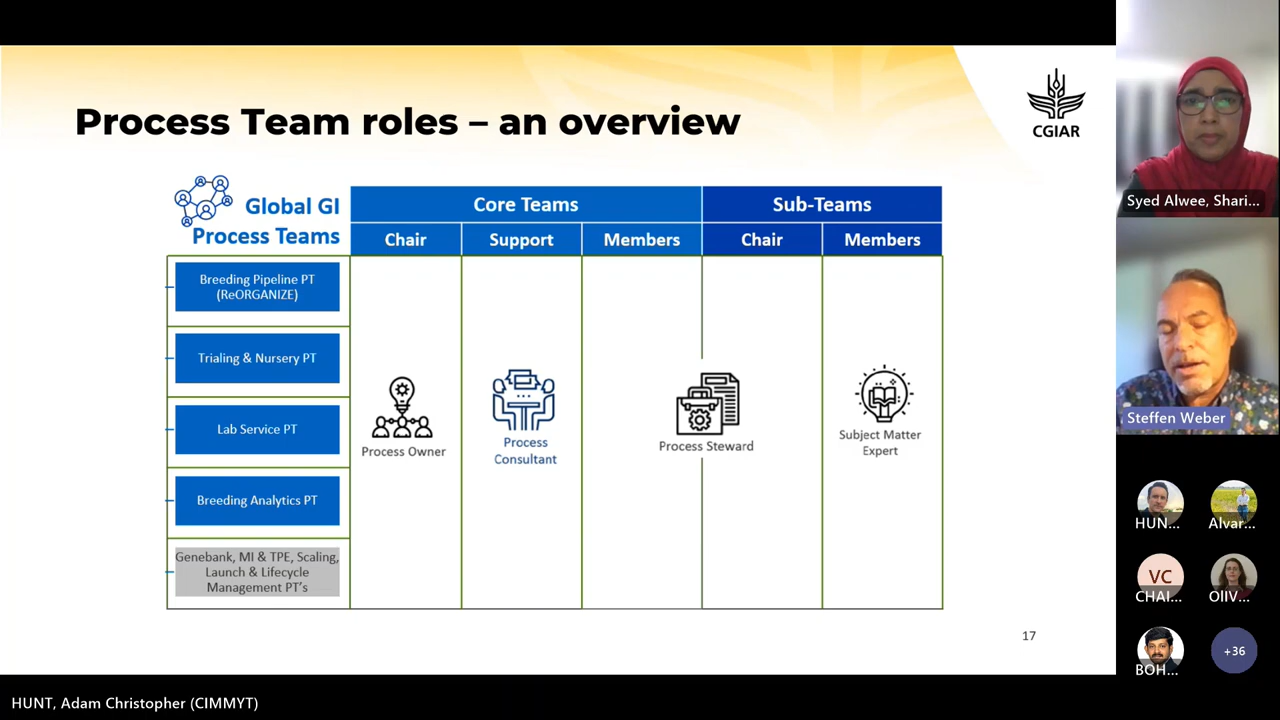 Process Team roles – an overview
CGIAR
Global GI
Process Teams
Core Teams
Sub-Teams
Chair
Support
Members
Chair
Members
Breeding Pipeline PT
(ReORGANIZE)
Trialing & Nursery PT
Lab Service PT
Breeding Analytics PT
Genebank, MI & TPE, Scaling,
Launch & Lifecycle
Management PT's
Process Owner
Process
Consultant
Process Steward
Subject Matter
Expert
17
Syed Alwee, Shari...
Steffen Weber
HUN...
Alvar...
VC
CHAI...
OlIV...
BOH...
+36
HUNT, Adam Christopher (CIMMYT)